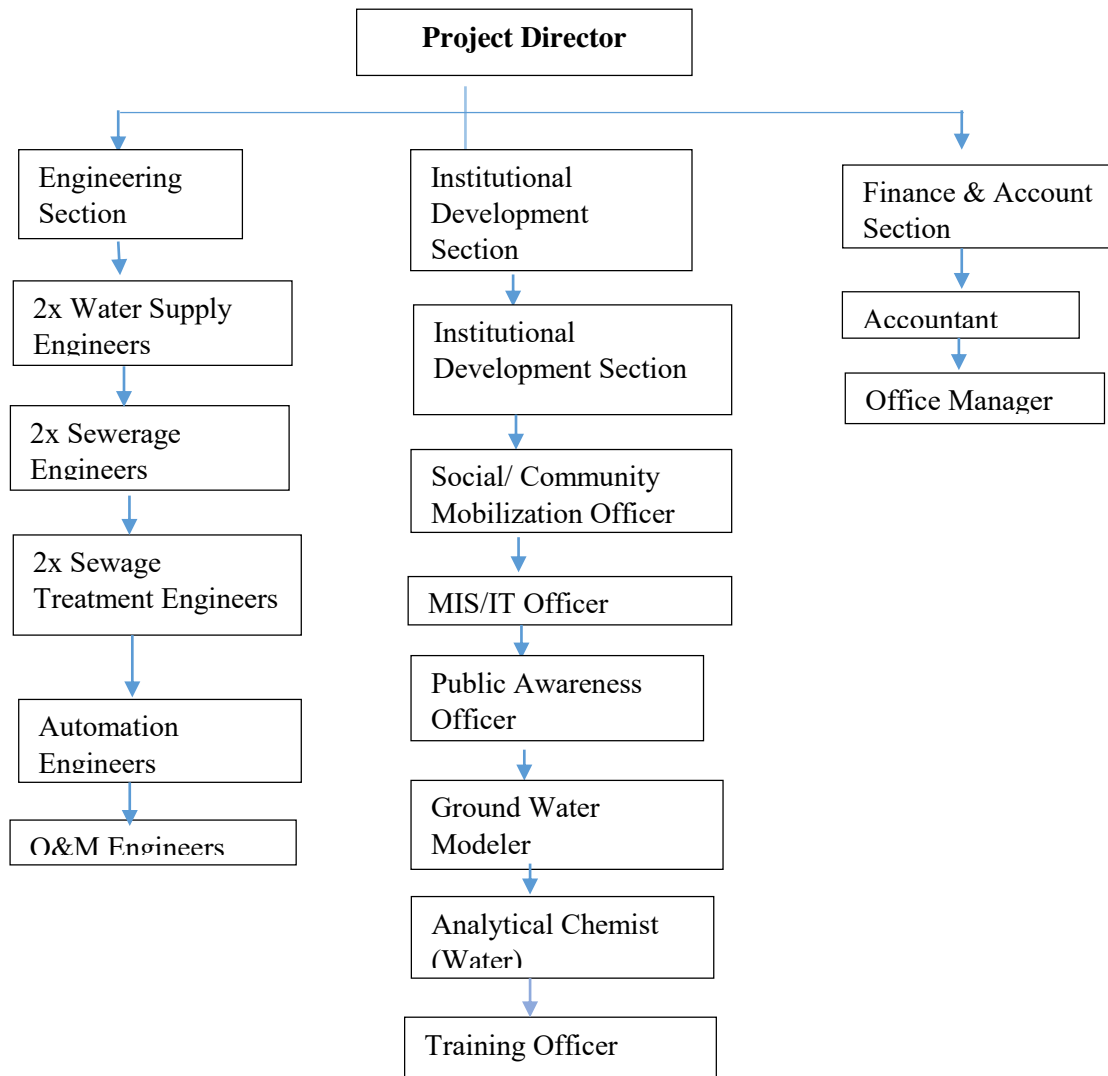 Project Director
Engineering
Section
2x Water Supply
Engineers
2x Sewerage
Engineers
2x Sewage
Treatment Engineers
Automation
Engineers
O&M Engineers
Institutional
Development
Section
Institutional
Development Section
Social/ Community
Mobilization Officer
MIS/IT Officer
Public Awareness
Officer
Ground Water
Modeler
Analytical Chemist
(Water)
Training Officer
Finance & Account
Section
Accountant
Office Manager